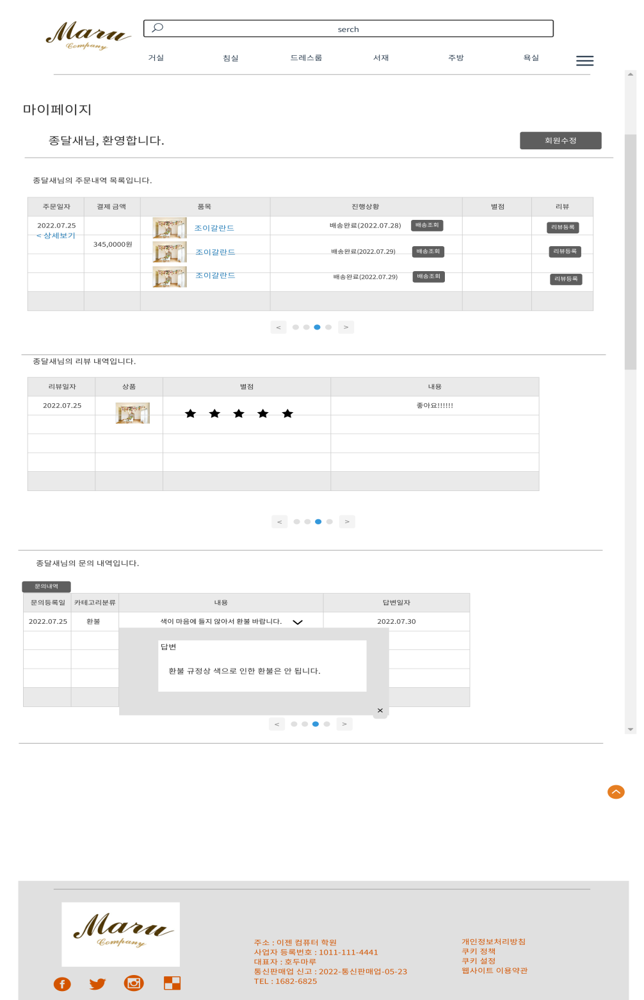 Maru
Company
serch
거실 침실 드레스룸 서재 주방 욕실
마이페이지
종달새님, 환영합니다.
회원수정
종달새님의 주문내역 목록입니다.
주문일자 결제 금액 품목 진행상황 별점 리뷰
2022.07.25 조이갈란드 배송완료(2022.07.28) 배송조회 리뷰등록
< 상세보기
345,0000원 조이갈란드 배송완료(2022.07.29) 배송조회 리뷰등록
조이갈란드 배송완료(2022.07.29) 배송조회 리뷰등록
< >
종달새님의 리뷰 내역입니다.
리뷰일자 상품 별점 내용
2022.07.25 ★ ★ ★ ★ ★ 좋아요!!!!!!
< >
종달새님의 문의 내역입니다.
문의내역
문의등록일 카테고리분류 내용 답변일자
2022.07.25 환불 색이 마음에 들지 않아서 환불 바랍니다. 2022.07.30
답변
환불 규정상 색으로 인한 환불은 안 됩니다.
×
< >
Maru
Company
주소 : 이젠 컴퓨터 학원
사업자 등록번호 : 1011-111-4441
대표자 : 호두마루
통신판매업 신고 : 2022-통신판매업-05-23
TEL : 1682-6825
개인정보처리방침
쿠키 정책
쿠키 설정
웹사이트 이용약관